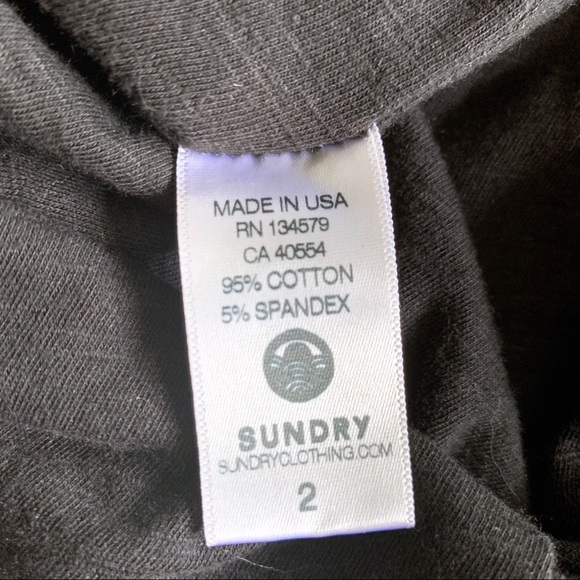 MADE IN USA
RN 134579
CA 40554
95% COTTON
5% SPANDEX
SUNDRY
SUNDRYCLOTHING.COM
2